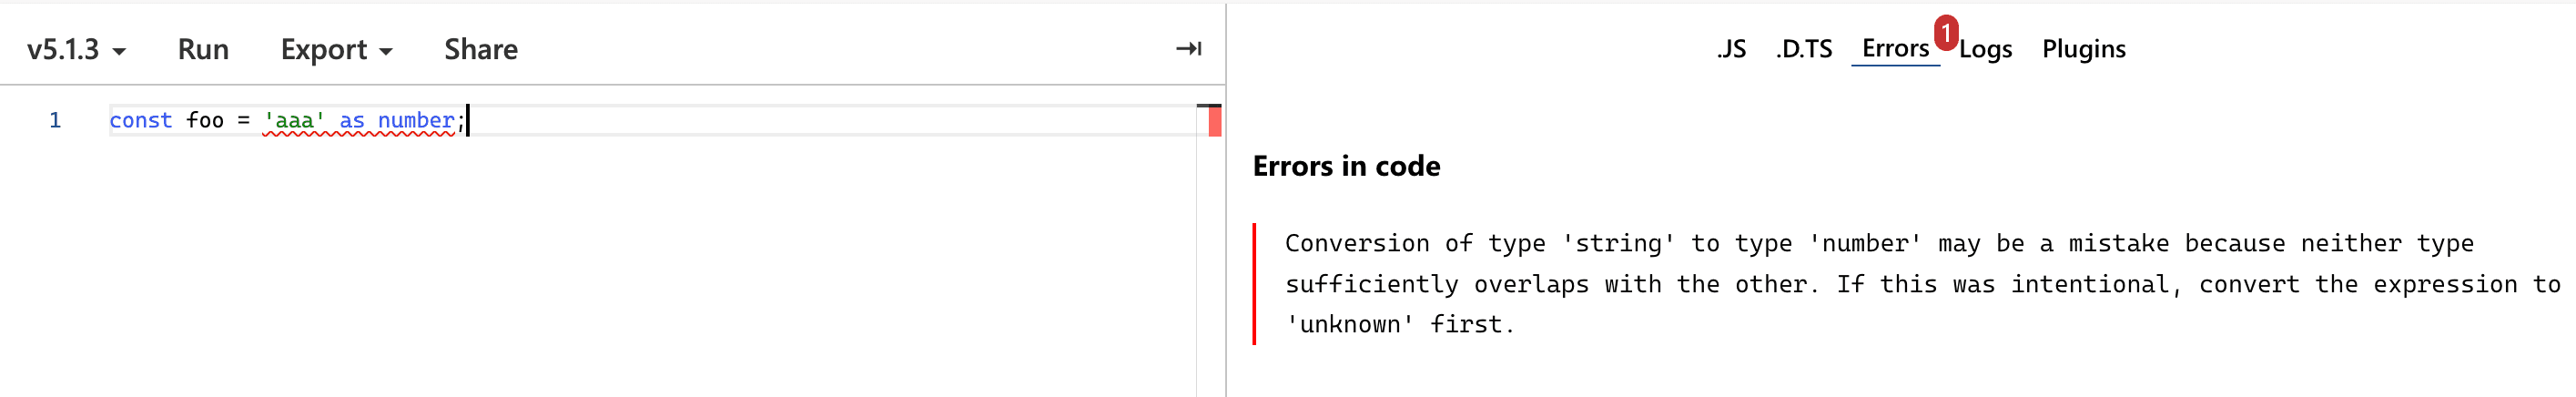 v5.1.3 Run Export Share
.JS .D.TS Errors 1 Logs Plugins
1 const foo = 'aaa' as number;
Errors in code
Conversion of type 'string' to type 'number' may be a mistake because neither type
sufficiently overlaps with the other. If this was intentional, convert the expression to
'unknown' first.